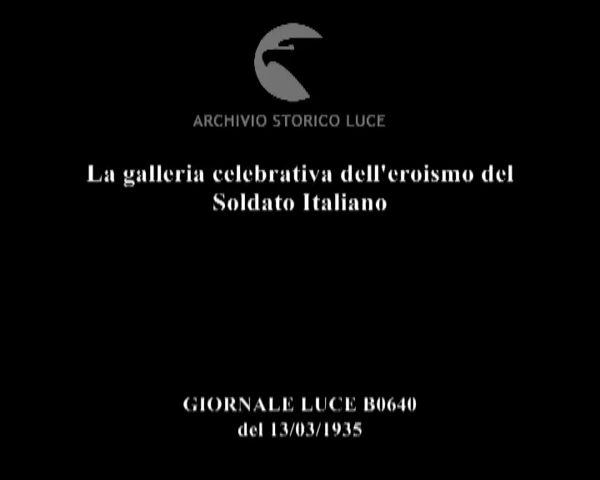 ARCHIVIO STORICO LUCE
La galleria celebrativa dell'eroismo del
Soldato Italiano
GIORNALE LUCE B0640
del 13/03/1935